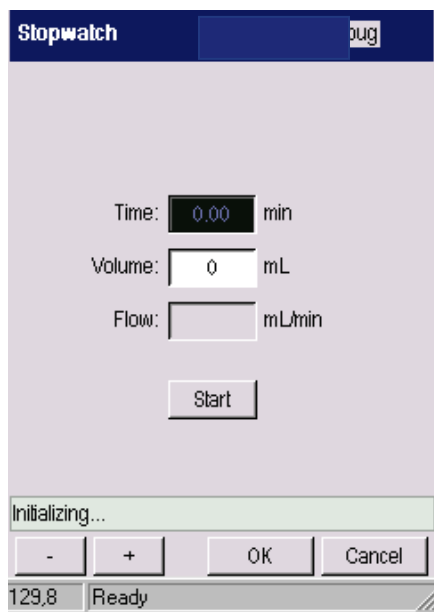 Stopwatch
Time: 0.00 min
Volume: 0 mL
Flow: mL/min
Start
Initializing...
- + OK Cancel
129,8 Ready